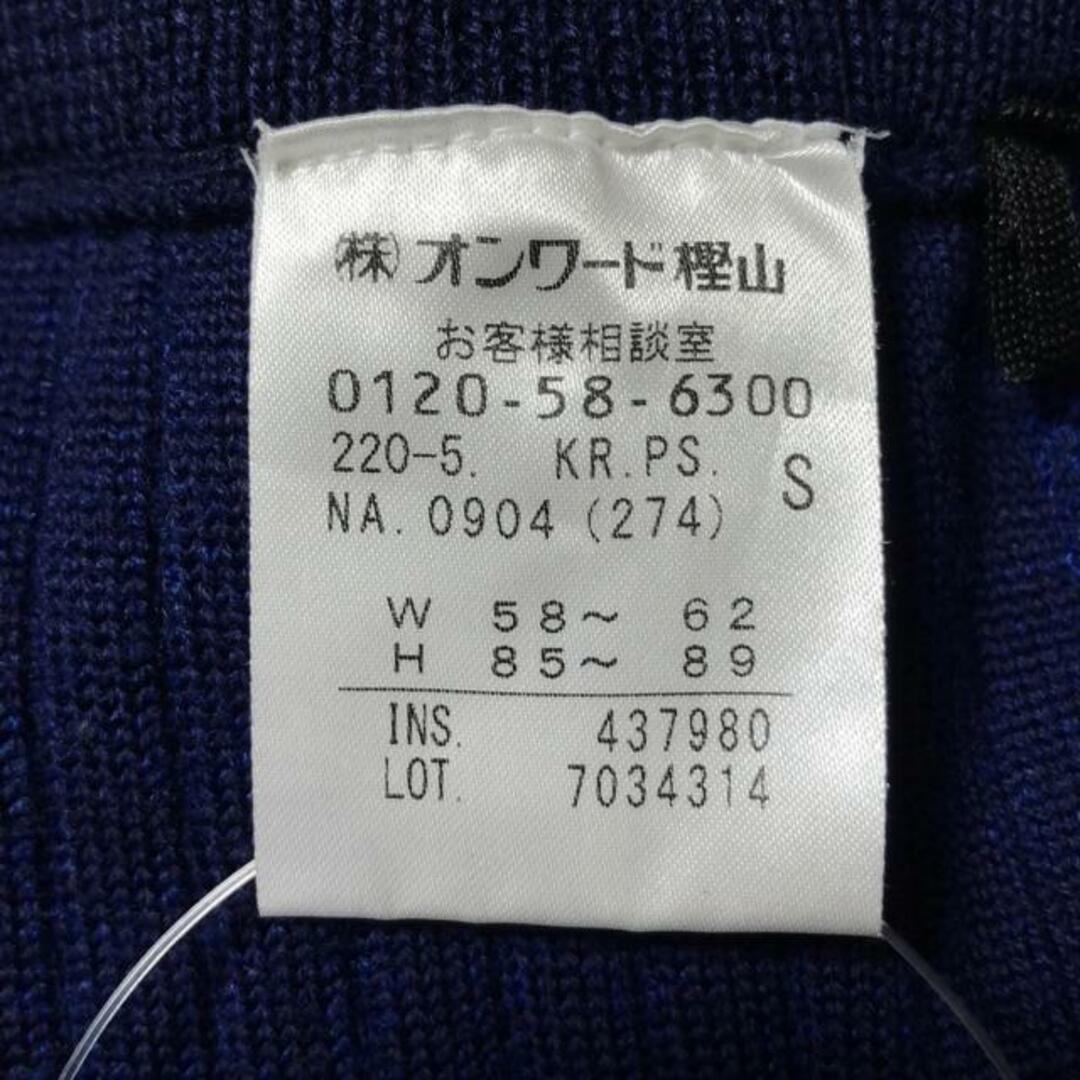 ㈱オンワード樫山
お客様相談室
0120-58-6300
220-5. KR.PS. S
NA. 0904 (274)
W 58～ 62
H 85～ 89
INS. 437980
LOT. 7034314